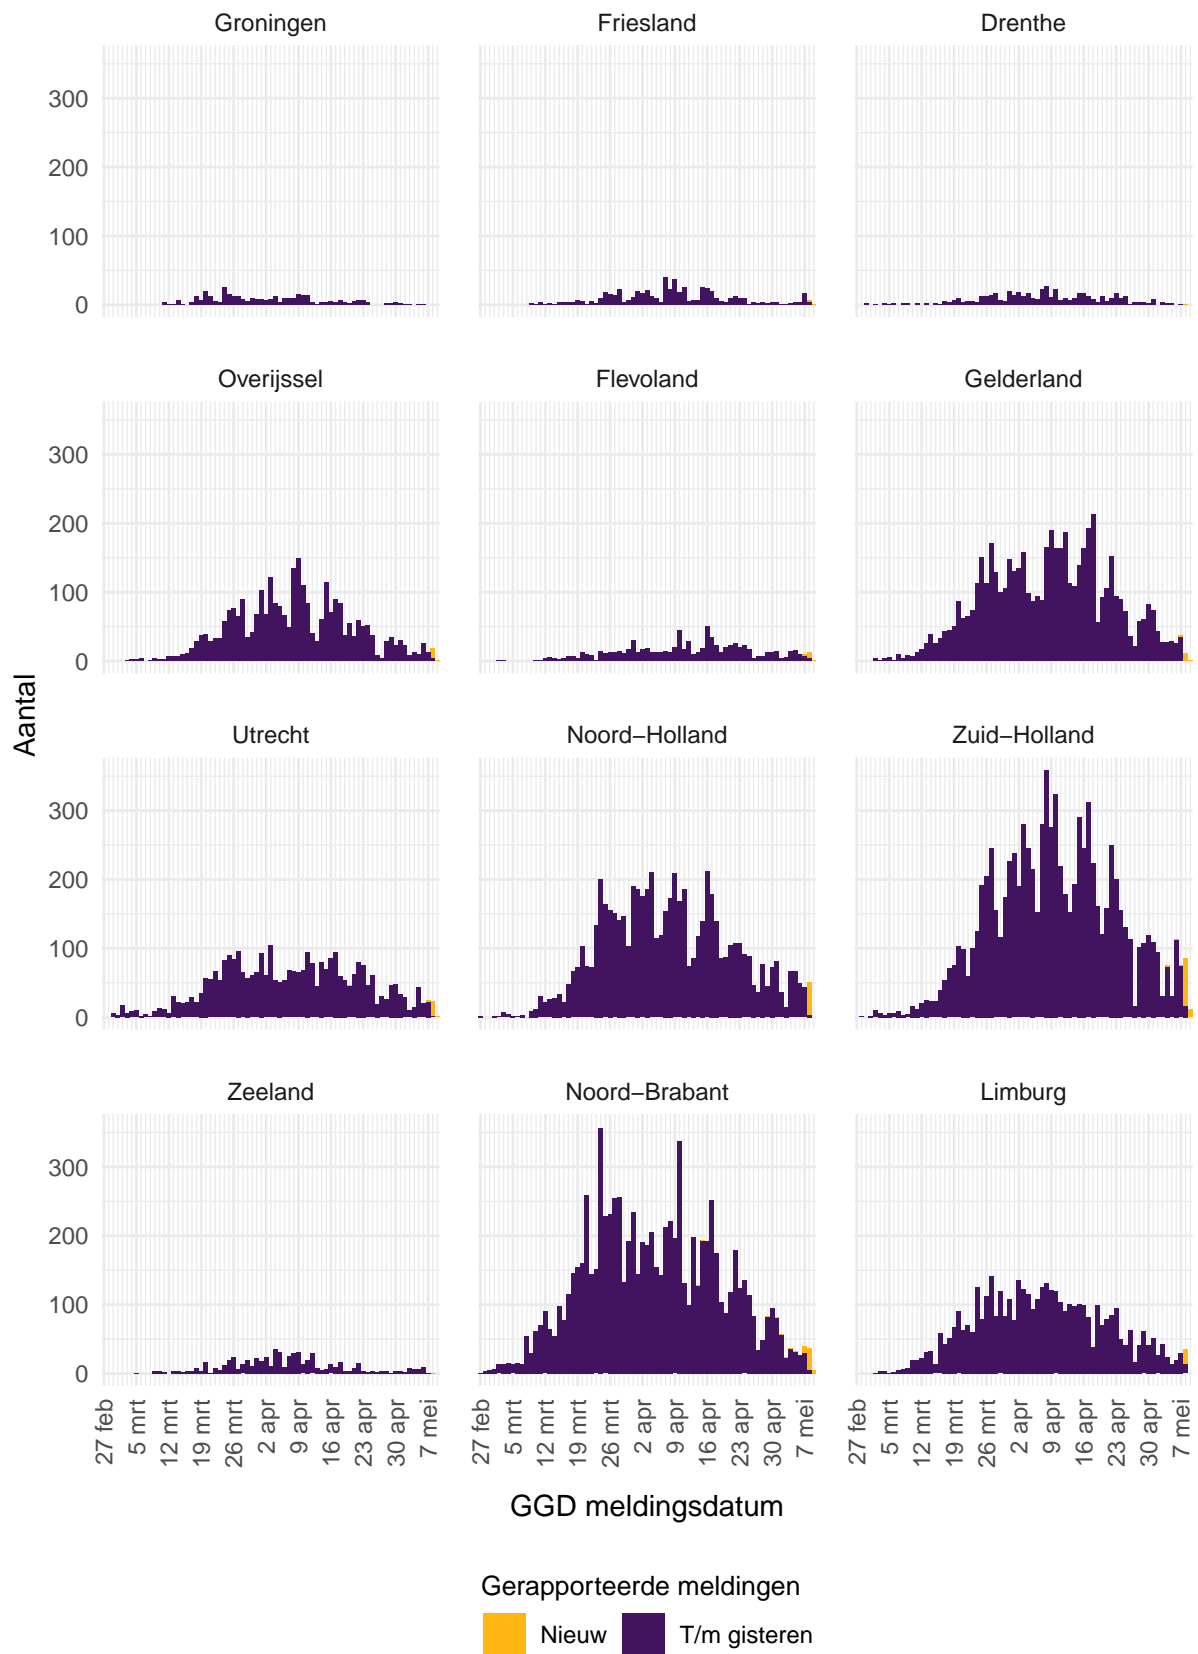 Groningen Friesland Drenthe
300
200
100
0
Overijssel Flevoland Gelderland
300
200
100
0
Aantal
Utrecht Noord−Holland Zuid−Holland
300
200
100
0
Zeeland Noord−Brabant Limburg
300
200
100
0
27 feb 5 mrt 12 mrt 19 mrt 26 mrt 2 apr 9 apr 16 apr 23 apr 30 apr 7 mei 27 feb 5 mrt 12 mrt 19 mrt 26 mrt 2 apr 9 apr 16 apr 23 apr 30 apr 7 mei 27 feb 5 mrt 12 mrt 19 mrt 26 mrt 2 apr 9 apr 16 apr 23 apr 30 apr 7 mei
GGD meldingsdatum
Gerapporteerde meldingen
Nieuw T/m gisteren